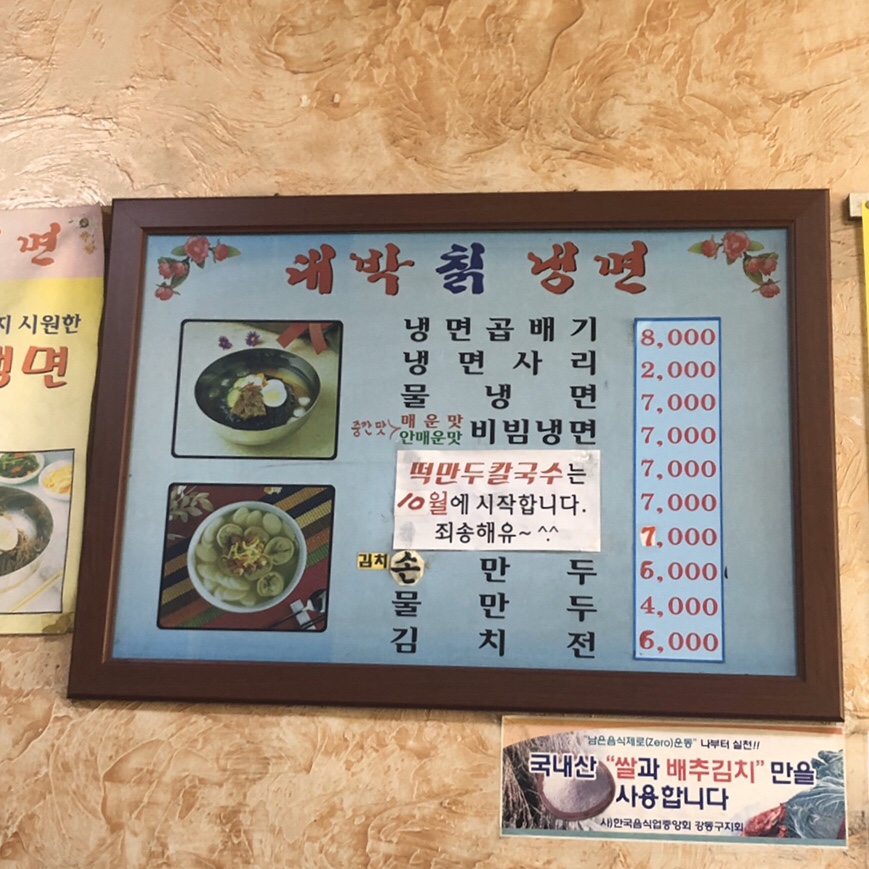 면
지 시원한
냉면
대박 칡 냉면
냉면곱배기 8,000
냉면사리 2,000
물냉면 7,000
중간맛 매운맛 안매운맛 비빔냉면 7,000
7,000
떡만두칼국수는
10월에 시작합니다. 7,000
죄송해유~ ^.^ 7,000
김치 손만두 5,000
물만두 4,000
김치전 6,000
"남은음식제로(Zero)운동" 나부터 실천!!
국내산 "쌀과 배추김치" 만을
사용합니다
사)한국음식업중앙회 강동구지회